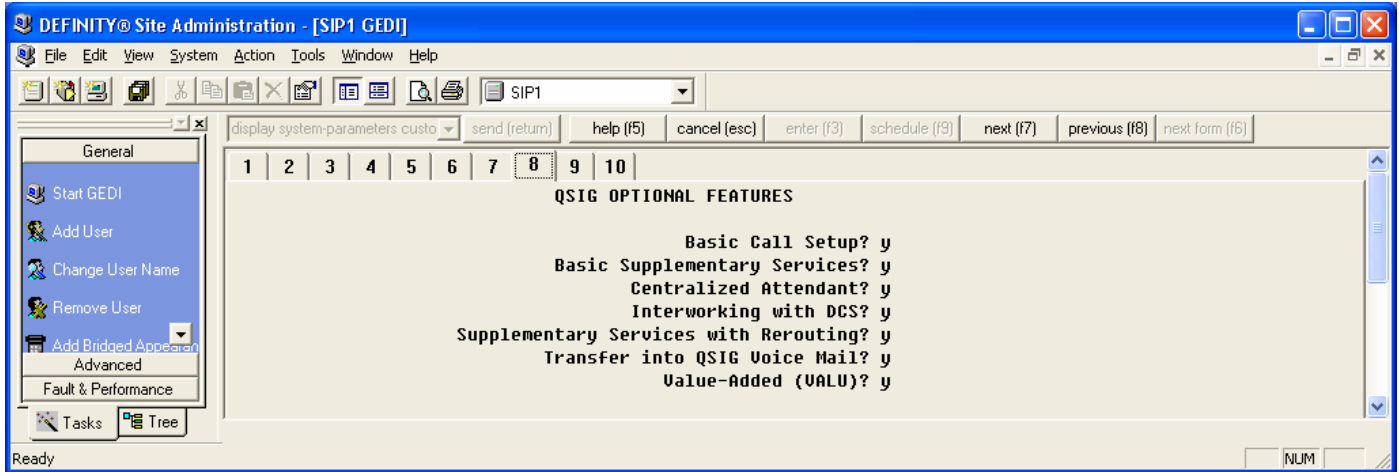 DEFINITY® Site Administration - [SIP1 GEDI]
File Edit View System Action Tools Window Help
SIP1
display system-parameters custo send (return) help (f5) cancel (esc) enter (f3) schedule (f9) next (f7) previous (f8) next form (f6)
General
Start GEDI
Add User
Change User Name
Remove User
Add Bridged Appearan
Advanced
Fault & Performance
Tasks Tree
1 2 3 4 5 6 7 8 9 10
QSIG OPTIONAL FEATURES
Basic Call Setup? y
Basic Supplementary Services? y
Centralized Attendant? y
Interworking with DCS? y
Supplementary Services with Rerouting? y
Transfer into QSIG Voice Mail? y
Value-Added (VALU)? y
Ready NUM